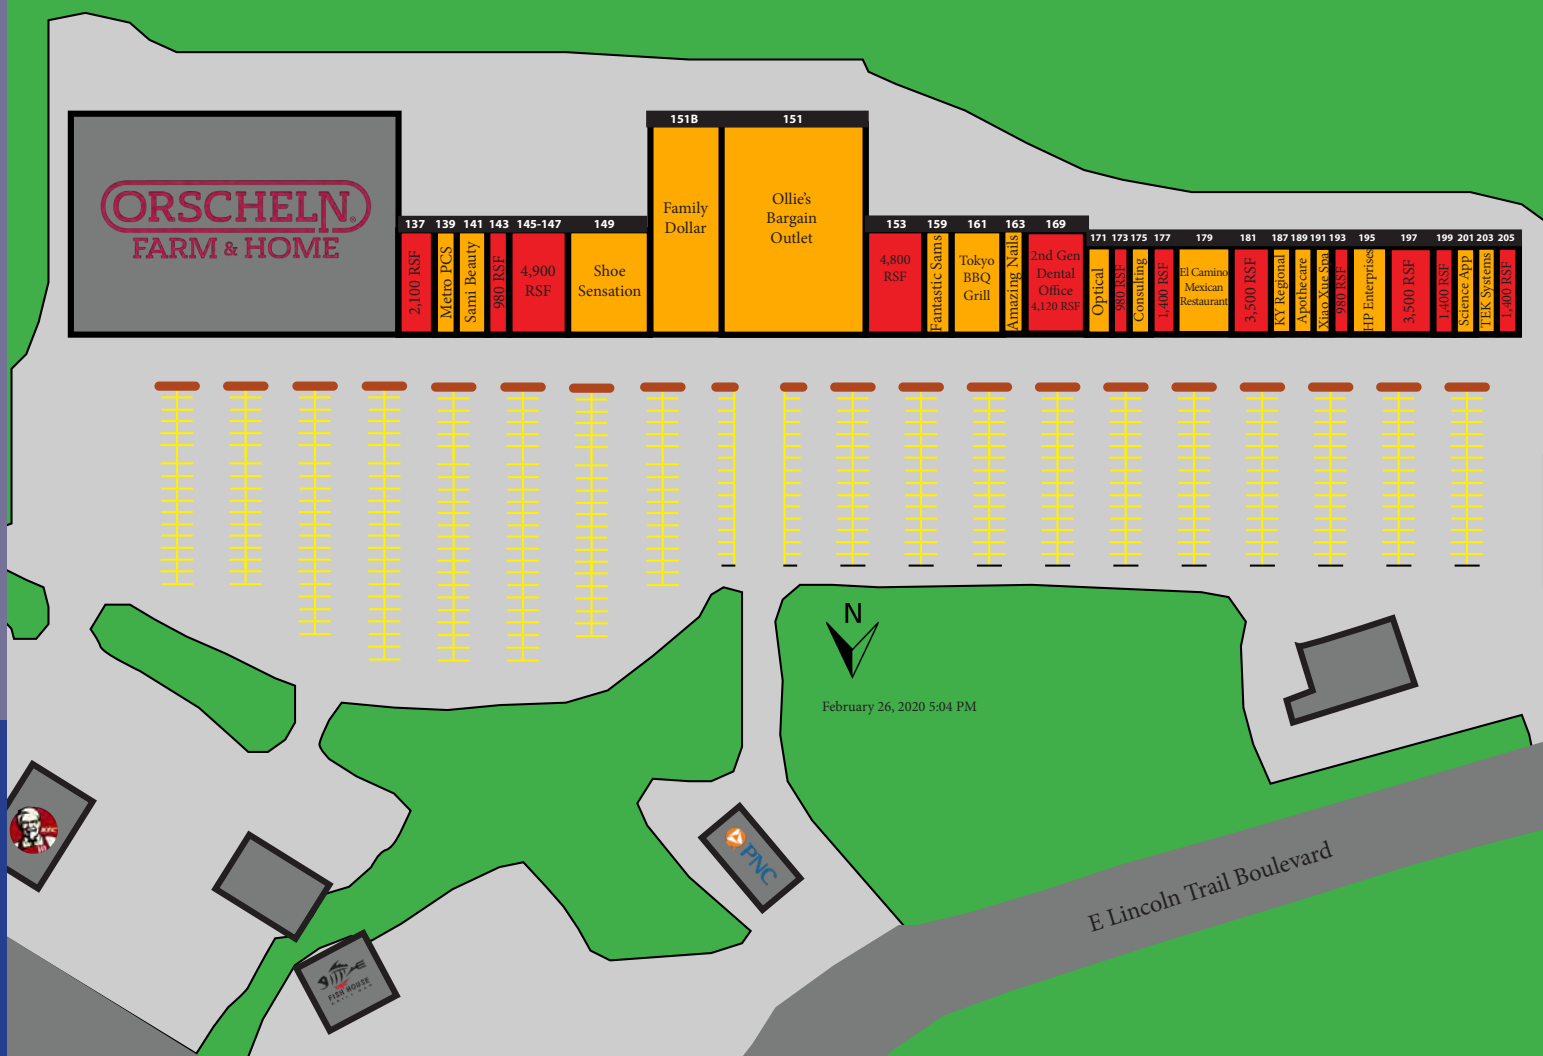 151B
151
ORSCHELN
FARM & HOME
Family
Dollar
Ollie's
Bargain
Outlet
137
139
141
143
145-147
149
153
159
161
163
169
171
173
175
177
179
181
187
189
191
193
195
197
199
201
203
205
2,100 RSF
Metro PCS
Sami Beauty
980 RSF
4,900
RSF
Shoe
Sensation
4,800
RSF
Fantastic Sams
Tokyo
BBQ
Grill
Amazing Nails
2nd Gen
Dental
Office
4,120 RSF
Optical
980 RSF
Consulting
1,400 RSF
El Camino
Mexican
Restaurant
3,500 RSF
KY Regional
Apothecare
Xiao Xue Spa
980 RSF
HP Enterprises
3,500 RSF
1,400 RSF
Science App
TEK Systems
1,400 RSF
N
February 26, 2020 5:04 PM
KFC
PNC
FISH HOUSE
E Lincoln Trail Boulevard